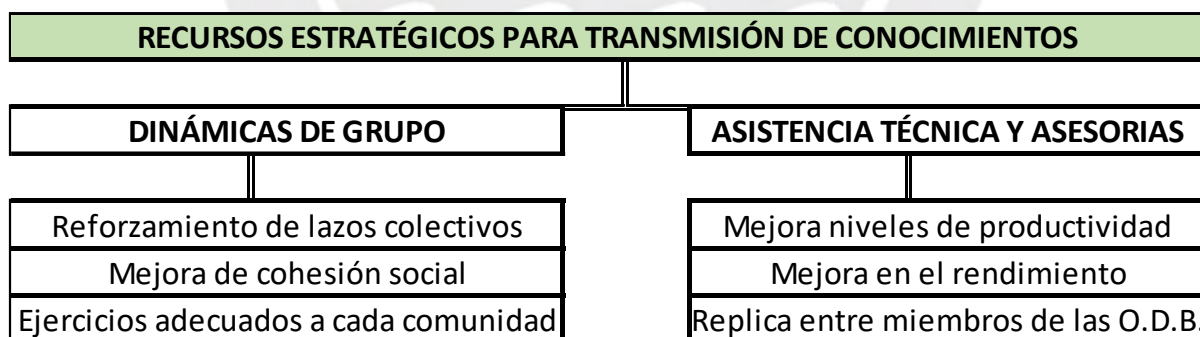 RECURSOS ESTRATÉGICOS PARA TRANSMISIÓN DE CONOCIMIENTOS
DINÁMICAS DE GRUPO
Reforzamiento de lazos colectivos
Mejora de cohesión social
Ejercicios adecuados a cada comunidad
ASISTENCIA TÉCNICA Y ASESORIAS
Mejora niveles de productividad
Mejora en el rendimiento
Replica entre miembros de las O.D.B.